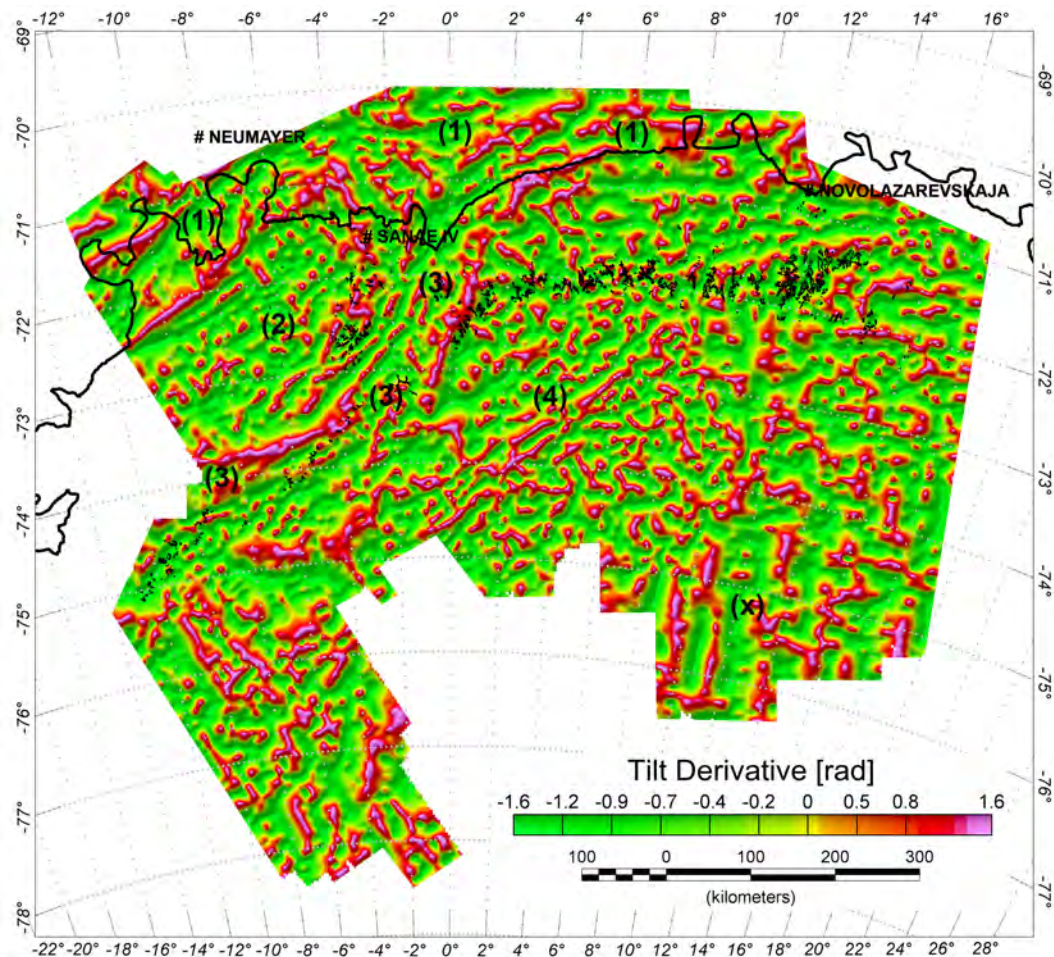 -12° -10° -8° -6° -4° -2° 0° 2° 4° 6° 8° 10° 12° 14° 16°
-69°
-69°
# NEUMAYER
(1)
(1)
-70°
-70°
# NOVOLAZAREVSKAJA
(1)
-71°
# SANAE IV
-71°
(3)
(2)
-72°
-72°
(3)
(4)
-73°
-73°
(3)
-74°
-74°
(x)
-75°
-75°
-76°
-76°
Tilt Derivative [rad]
-1.6 -1.2 -0.9 -0.7 -0.4 -0.2 0 0.5 0.8 1.6
-77°
100 0 100 200 300
(kilometers)
-77°
-78°
-22° -20° -18° -16° -14° -12° -10° -8° -6° -4° -2° 0° 2° 4° 6° 8° 10° 12° 14° 16° 18° 20° 22° 24° 26° 28°